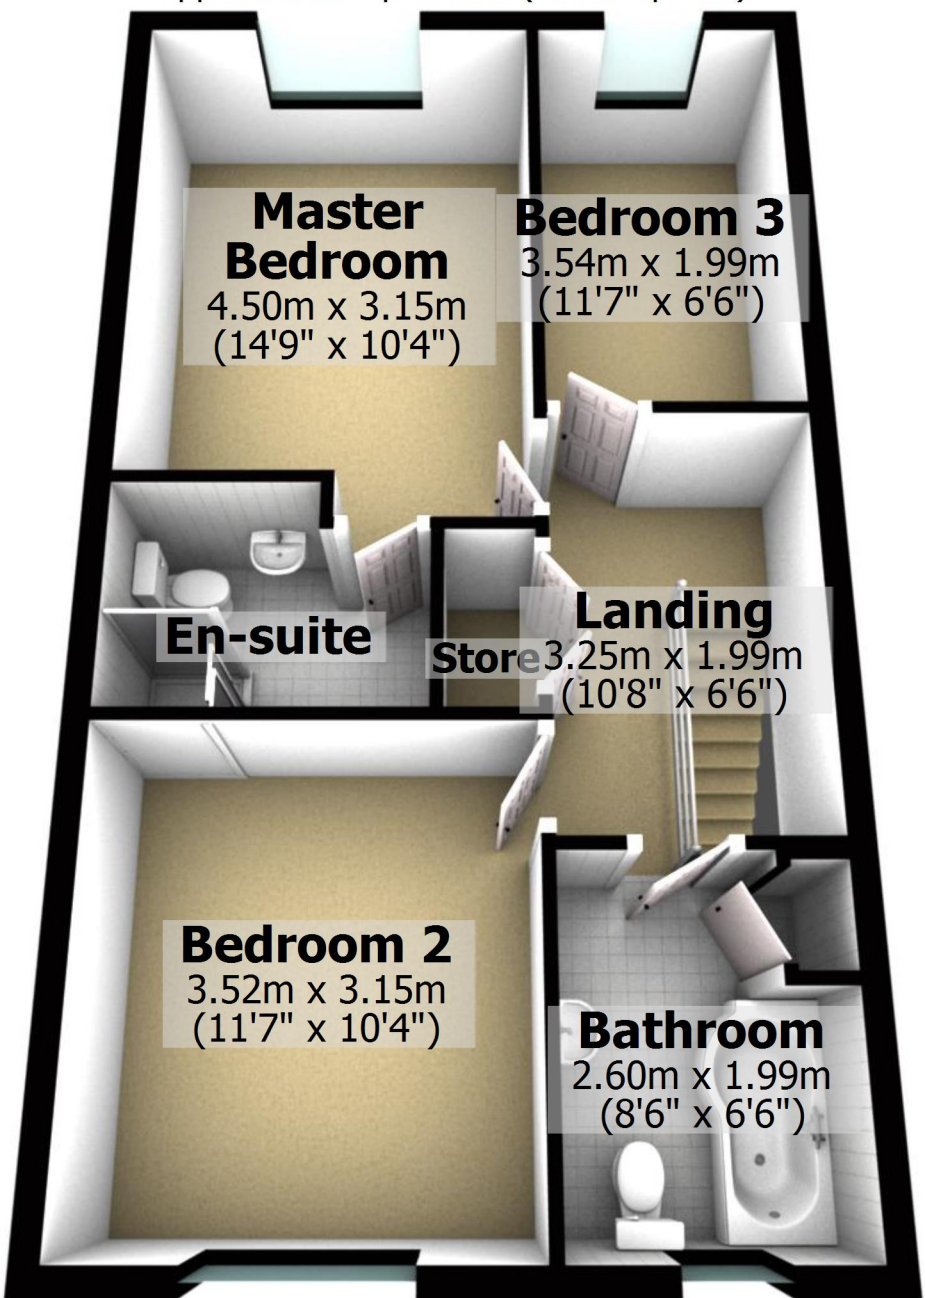 Master
Bedroom
4.50m x 3.15m
(14'9" x 10'4")
Bedroom 3
3.54m x 1.99m
(11'7" x 6'6")
En-suite
Store
Landing
3.25m x 1.99m
(10'8" x 6'6")
Bedroom 2
3.52m x 3.15m
(11'7" x 10'4")
Bathroom
2.60m x 1.99m
(8'6" x 6'6")